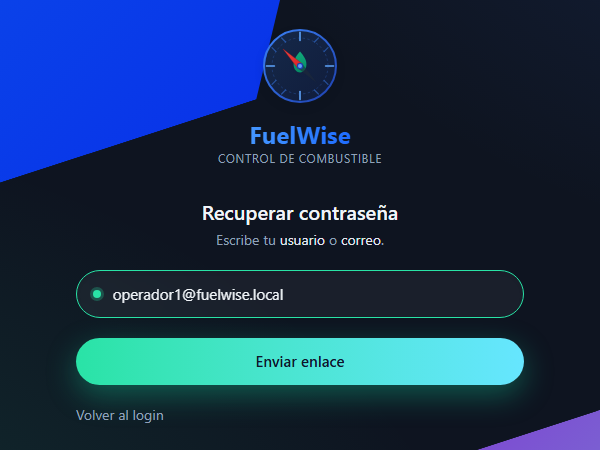 FuelWise
CONTROL DE COMBUSTIBLE
Recuperar contraseña
Escribe tu usuario o correo.
operador1@fuelwise.local
Enviar enlace
Volver al login